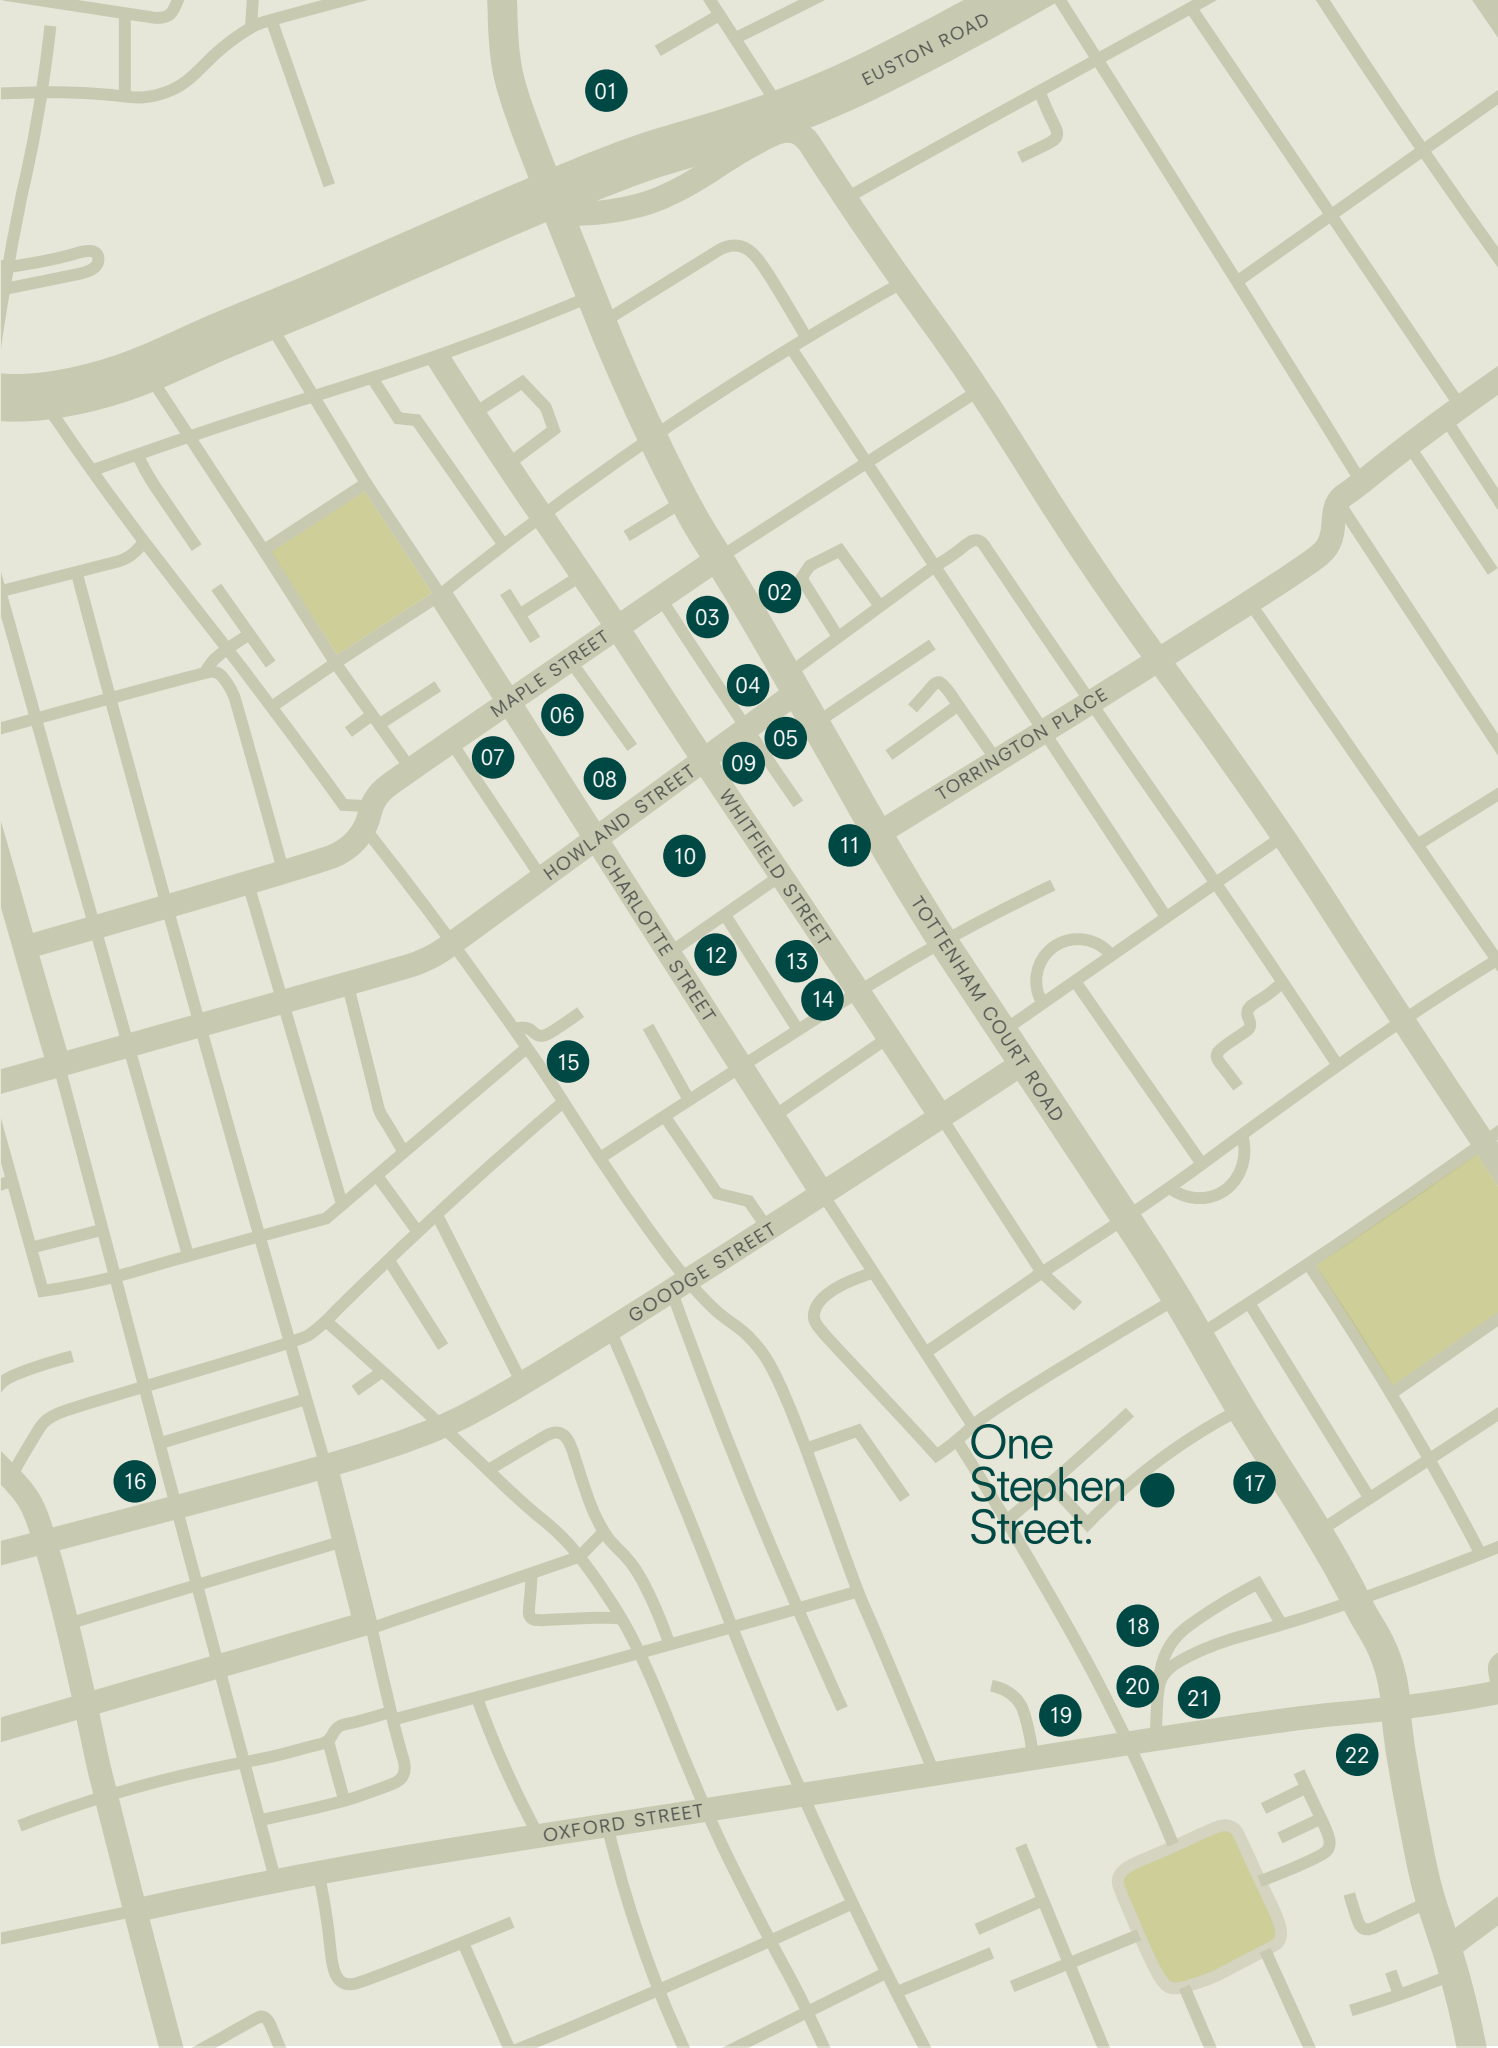 EUSTON ROAD
01
02
03
MAPLE STREET
04
06
05
07
09
08
TORRINGTON PLACE
HOWLAND STREET
WHITFIELD STREET
11
10
CHARLOTTE STREET
TOTTENHAM COURT ROAD
12
13
14
15
GOODGE STREET
One
Stephen
Street.
16
17
18
20
21
19
22
OXFORD STREET